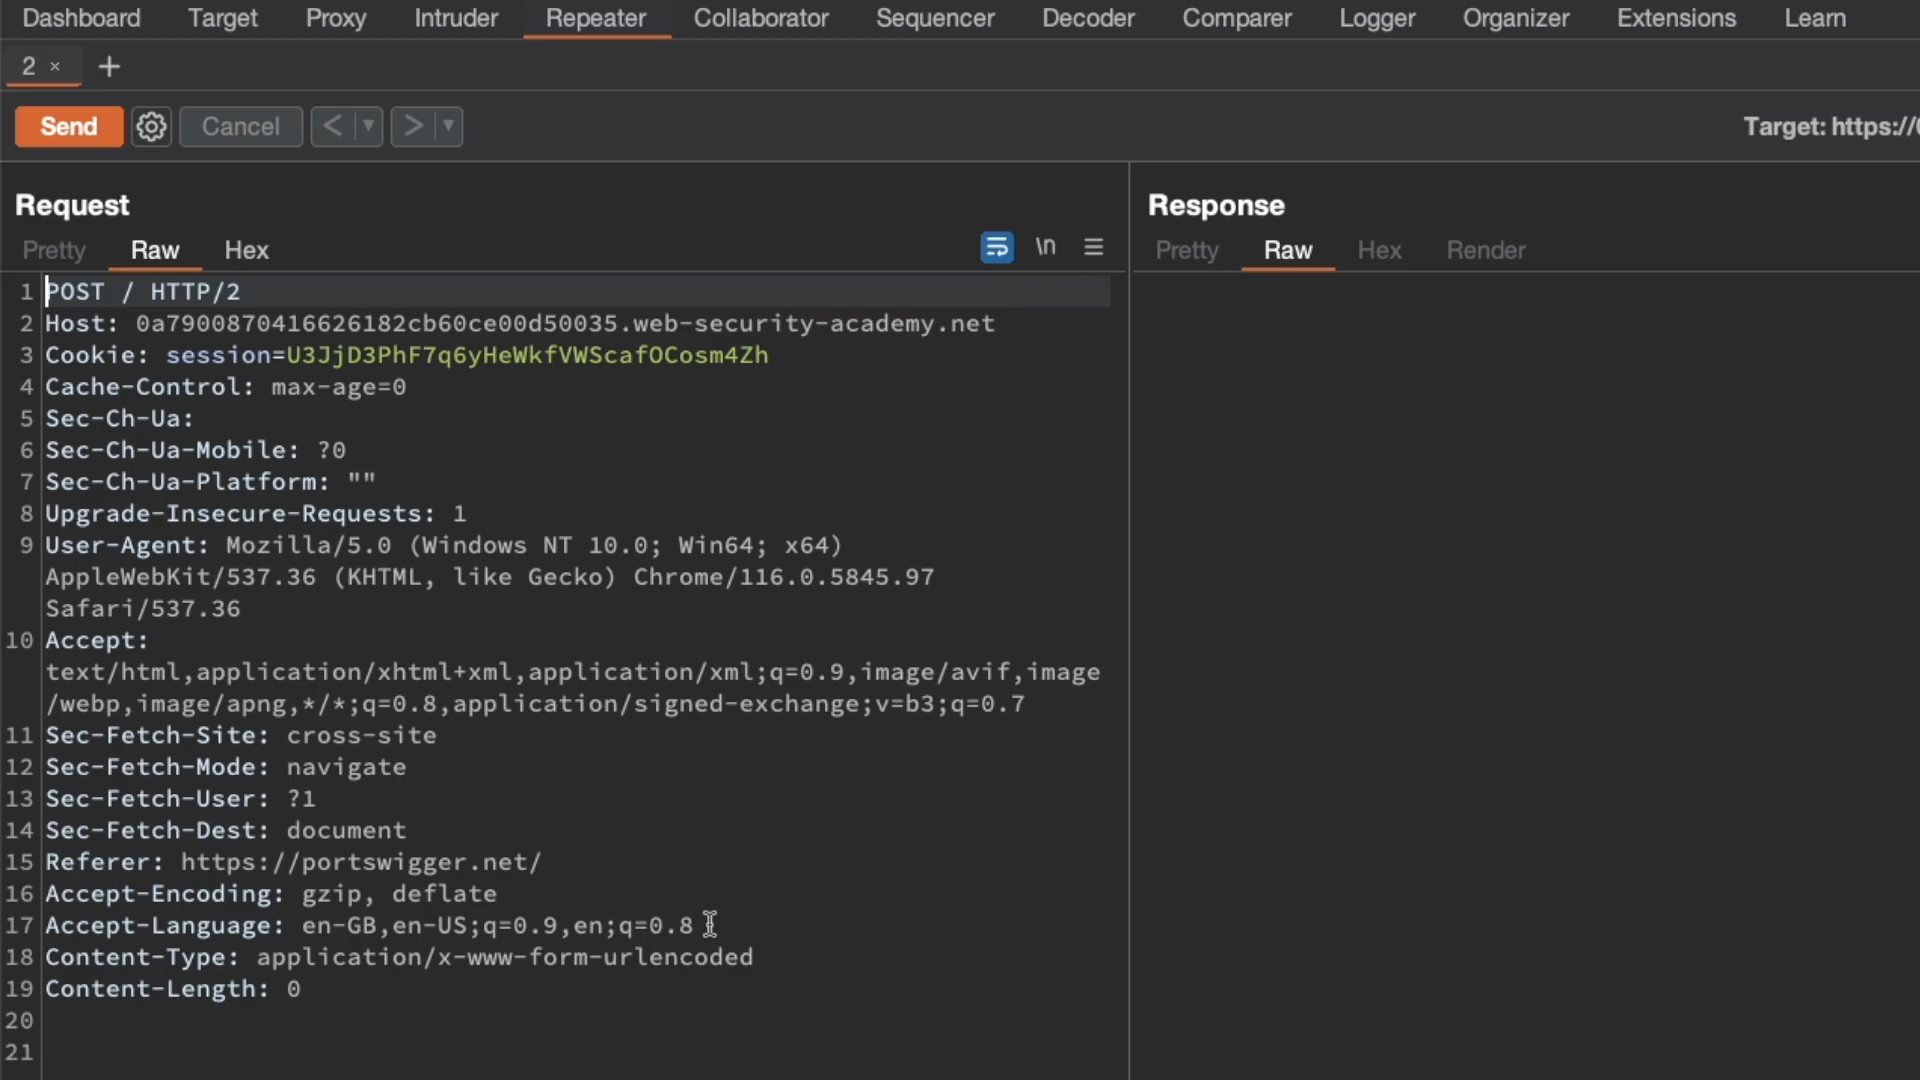 Dashboard Target Proxy Intruder Repeater Collaborator Sequencer Decoder Comparer Logger Organizer Extensions Learn
2 × +
Send Cancel < > Target: https://
Request
Pretty Raw Hex \n
1 POST / HTTP/2
2 Host: 0a7900870416626182cb60ce00d50035.web-security-academy.net
3 Cookie: session=U3JjD3PhF7q6yHeWkfVWScafOCosm4Zh
4 Cache-Control: max-age=0
5 Sec-Ch-Ua:
6 Sec-Ch-Ua-Mobile: ?0
7 Sec-Ch-Ua-Platform: ""
8 Upgrade-Insecure-Requests: 1
9 User-Agent: Mozilla/5.0 (Windows NT 10.0; Win64; x64)
AppleWebKit/537.36 (KHTML, like Gecko) Chrome/116.0.5845.97
Safari/537.36
10 Accept:
text/html,application/xhtml+xml,application/xml;q=0.9,image/avif,image
/webp,image/apng,*/*;q=0.8,application/signed-exchange;v=b3;q=0.7
11 Sec-Fetch-Site: cross-site
12 Sec-Fetch-Mode: navigate
13 Sec-Fetch-User: ?1
14 Sec-Fetch-Dest: document
15 Referer: https://portswigger.net/
16 Accept-Encoding: gzip, deflate
17 Accept-Language: en-GB,en-US;q=0.9,en;q=0.8
18 Content-Type: application/x-www-form-urlencoded
19 Content-Length: 0
20
21
Response
Pretty Raw Hex Render